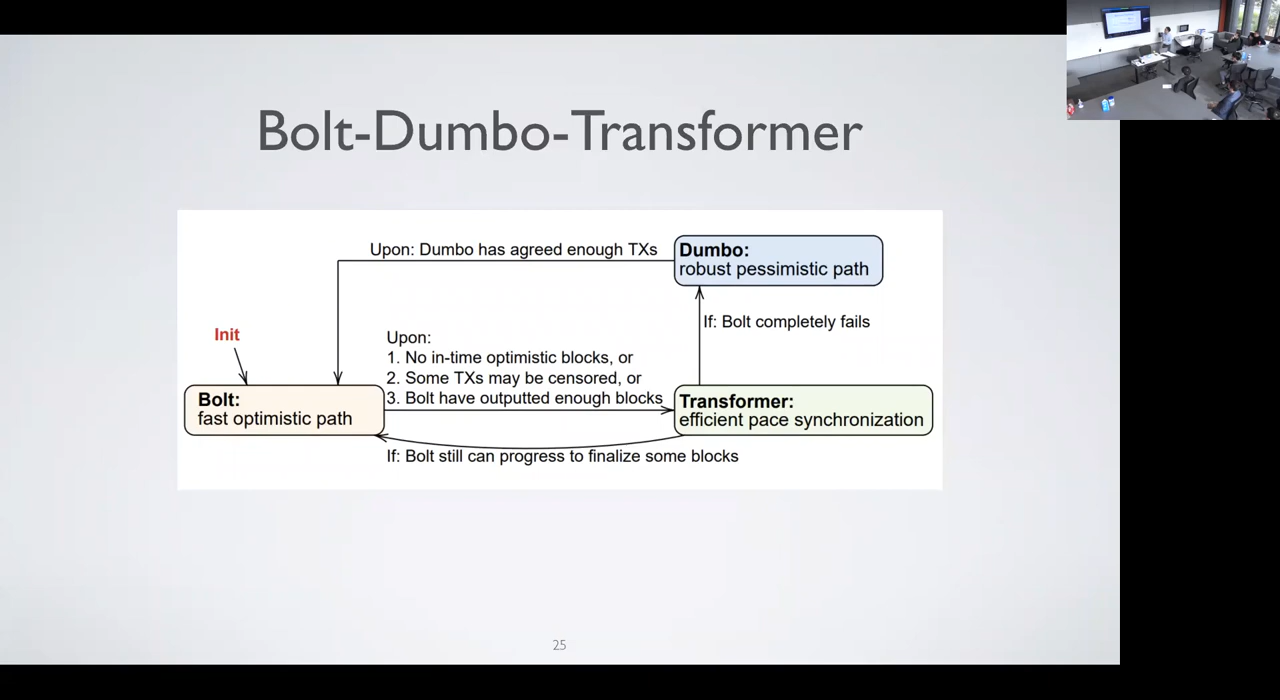 Bolt-Dumbo-Transformer
Upon: Dumbo has agreed enough TXs
Dumbo:
robust pessimistic path
If: Bolt completely fails
Init
Upon:
1. No in-time optimistic blocks, or
2. Some TXs may be censored, or
3. Bolt have outputted enough blocks
Bolt:
fast optimistic path
Transformer:
efficient pace synchronization
If: Bolt still can progress to finalize some blocks
25